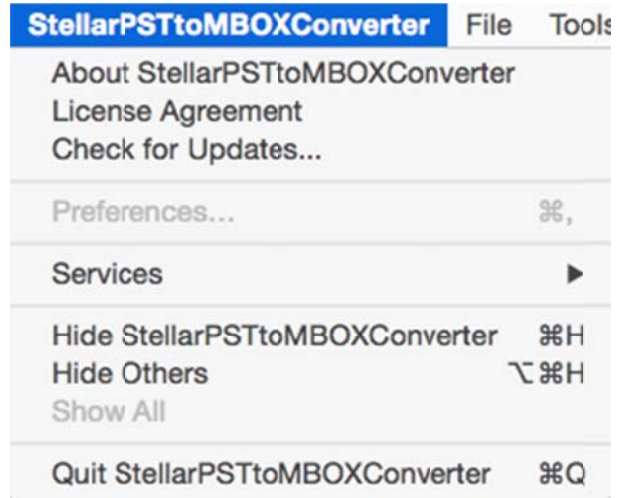 StellarPSTtoMBOXConverter File Tools
About StellarPSTtoMBOXConverter
License Agreement
Check for Updates...
Preferences... ⌘,
Services ▶
Hide StellarPSTtoMBOXConverter ⌘H
Hide Others ⌥⌘H
Show All
Quit StellarPSTtoMBOXConverter ⌘Q